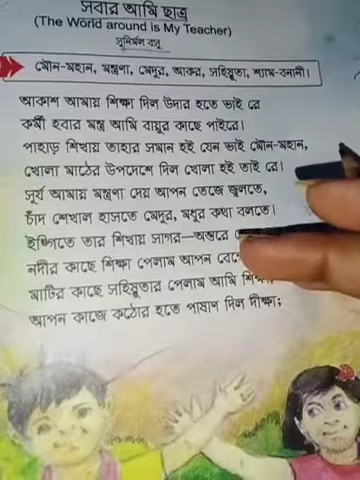 সবার আমি ছাত্র
(The World around is My Teacher)
সুনির্মল বসু
মৌন-মহান, মন্ত্রণা, মেদুর, আকর, সহিষ্ণুতা, শ্যাম-বনানী।
আকাশ আমায় শিক্ষা দিল উদার হতে ভাই রে
কর্মী হবার মন্ত্র আমি বায়ুর কাছে পাইরে।
পাহাড় শিখায় তাহার সমান হই যেন ভাই মৌন-মহান,
খোলা মাঠের উপদেশে দিল খোলা হই তাই রে।
সূর্য আমায় মন্ত্রণা দেয় আপন তেজে জ্বলতে,
চাঁদ শেখাল হাসতে মেদুর, মধুর কথা বলতে।
ইঙ্গিতে তার শিখায় সাগর—অন্তরে
নদীর কাছে শিক্ষা পেলাম আপন
মাটির কাছে সহিষ্ণুতার পেলাম আমি
আপন কাজে কঠোর হতে পাষাণ দিল দীক্ষা;